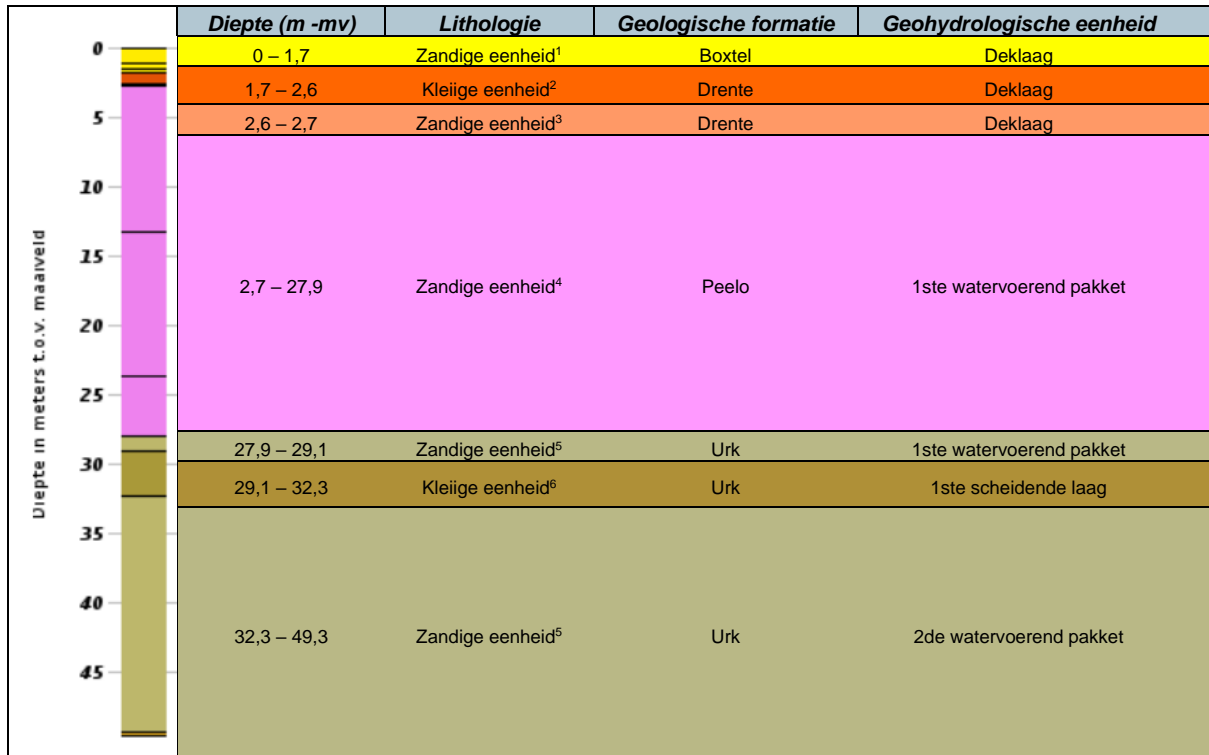 Diepte (m -mv) Lithologie Geologische formatie Geohydrologische eenheid
0 – 1,7 Zandige eenheid¹ Boxtel Deklaag
1,7 – 2,6 Kleiige eenheid² Drente Deklaag
2,6 – 2,7 Zandige eenheid³ Drente Deklaag
2,7 – 27,9 Zandige eenheid⁴ Peelo 1ste watervoerend pakket
27,9 – 29,1 Zandige eenheid⁵ Urk 1ste watervoerend pakket
29,1 – 32,3 Kleiige eenheid⁶ Urk 1ste scheidende laag
32,3 – 49,3 Zandige eenheid⁵ Urk 2de watervoerend pakket
Diepte in meters t.o.v. maaiveld
0
5
10
15
20
25
30
35
40
45